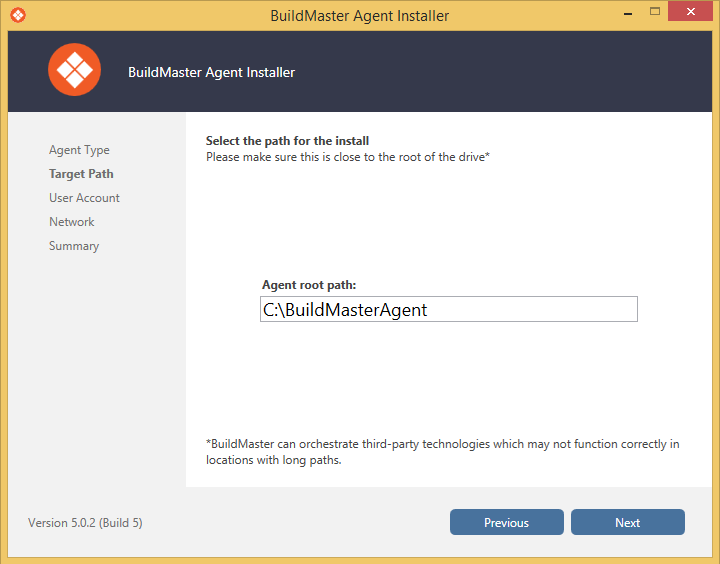 BuildMaster Agent Installer
BuildMaster Agent Installer
Agent Type
Target Path
User Account
Network
Summary
Select the path for the install
Please make sure this is close to the root of the drive*
Agent root path:
C:\BuildMasterAgent
*BuildMaster can orchestrate third-party technologies which may not function correctly in
locations with long paths.
Version 5.0.2 (Build 5)
Previous
Next